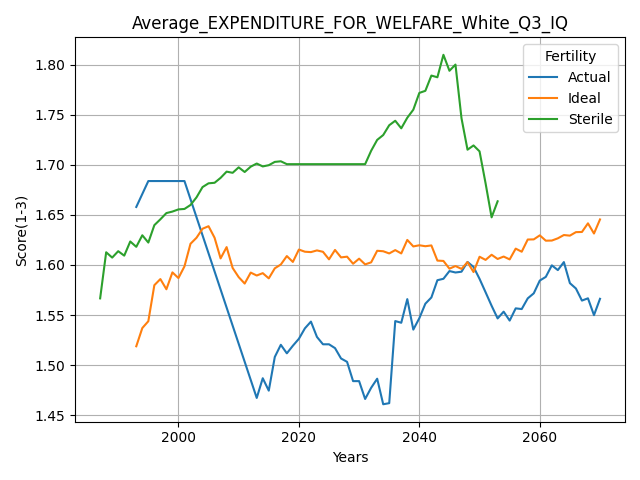 Average_EXPENDITURE_FOR_WELFARE_White_Q3_IQ
Fertility
Actual
Ideal
Sterile
Score(1-3)
1.80
1.75
1.70
1.65
1.60
1.55
1.50
1.45
2000 2020 2040 2060
Years